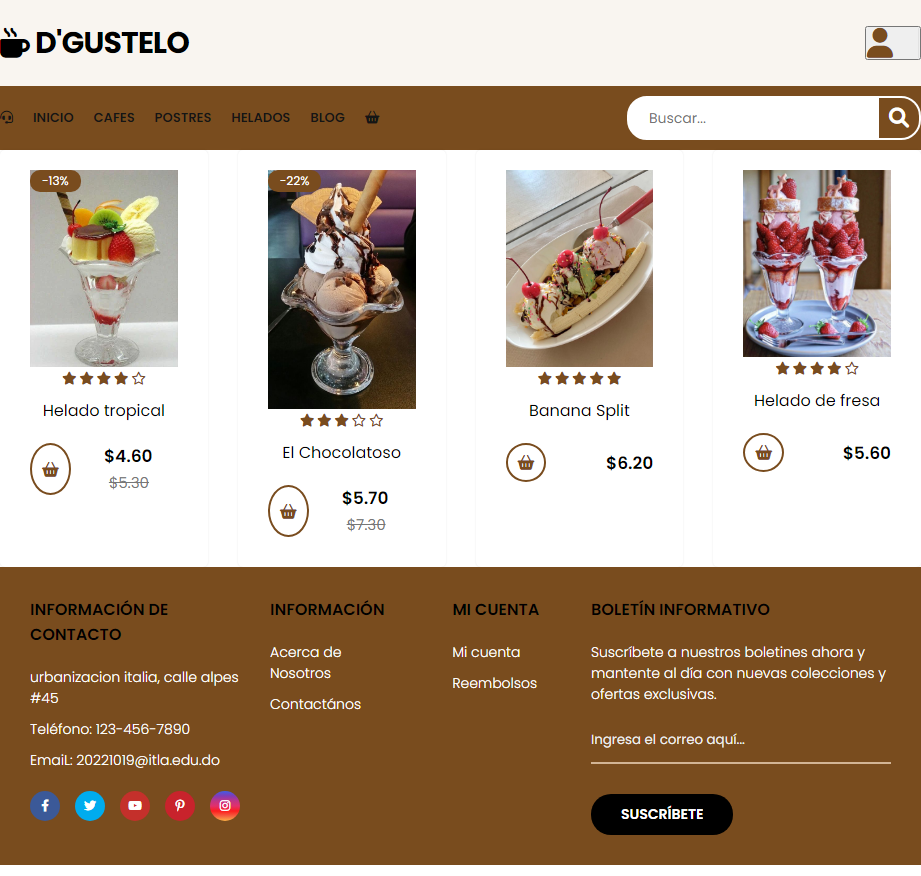 D'GUSTELO
INICIO CAFES POSTRES HELADOS BLOG
Buscar...
-13%
-22%
Helado tropical
$4.60
$5.30
El Chocolatoso
$5.70
$7.30
Banana Split
$6.20
Helado de fresa
$5.60
INFORMACIÓN DE
CONTACTO
urbanizacion italia, calle alpes
#45
Teléfono: 123-456-7890
EmaiL: 20221019@itla.edu.do
INFORMACIÓN
Acerca de
Nosotros
Contactános
MI CUENTA
Mi cuenta
Reembolsos
BOLETÍN INFORMATIVO
Suscríbete a nuestros boletines ahora y
mantente al día con nuevas colecciones y
ofertas exclusivas.
Ingresa el correo aquí...
SUSCRÍBETE